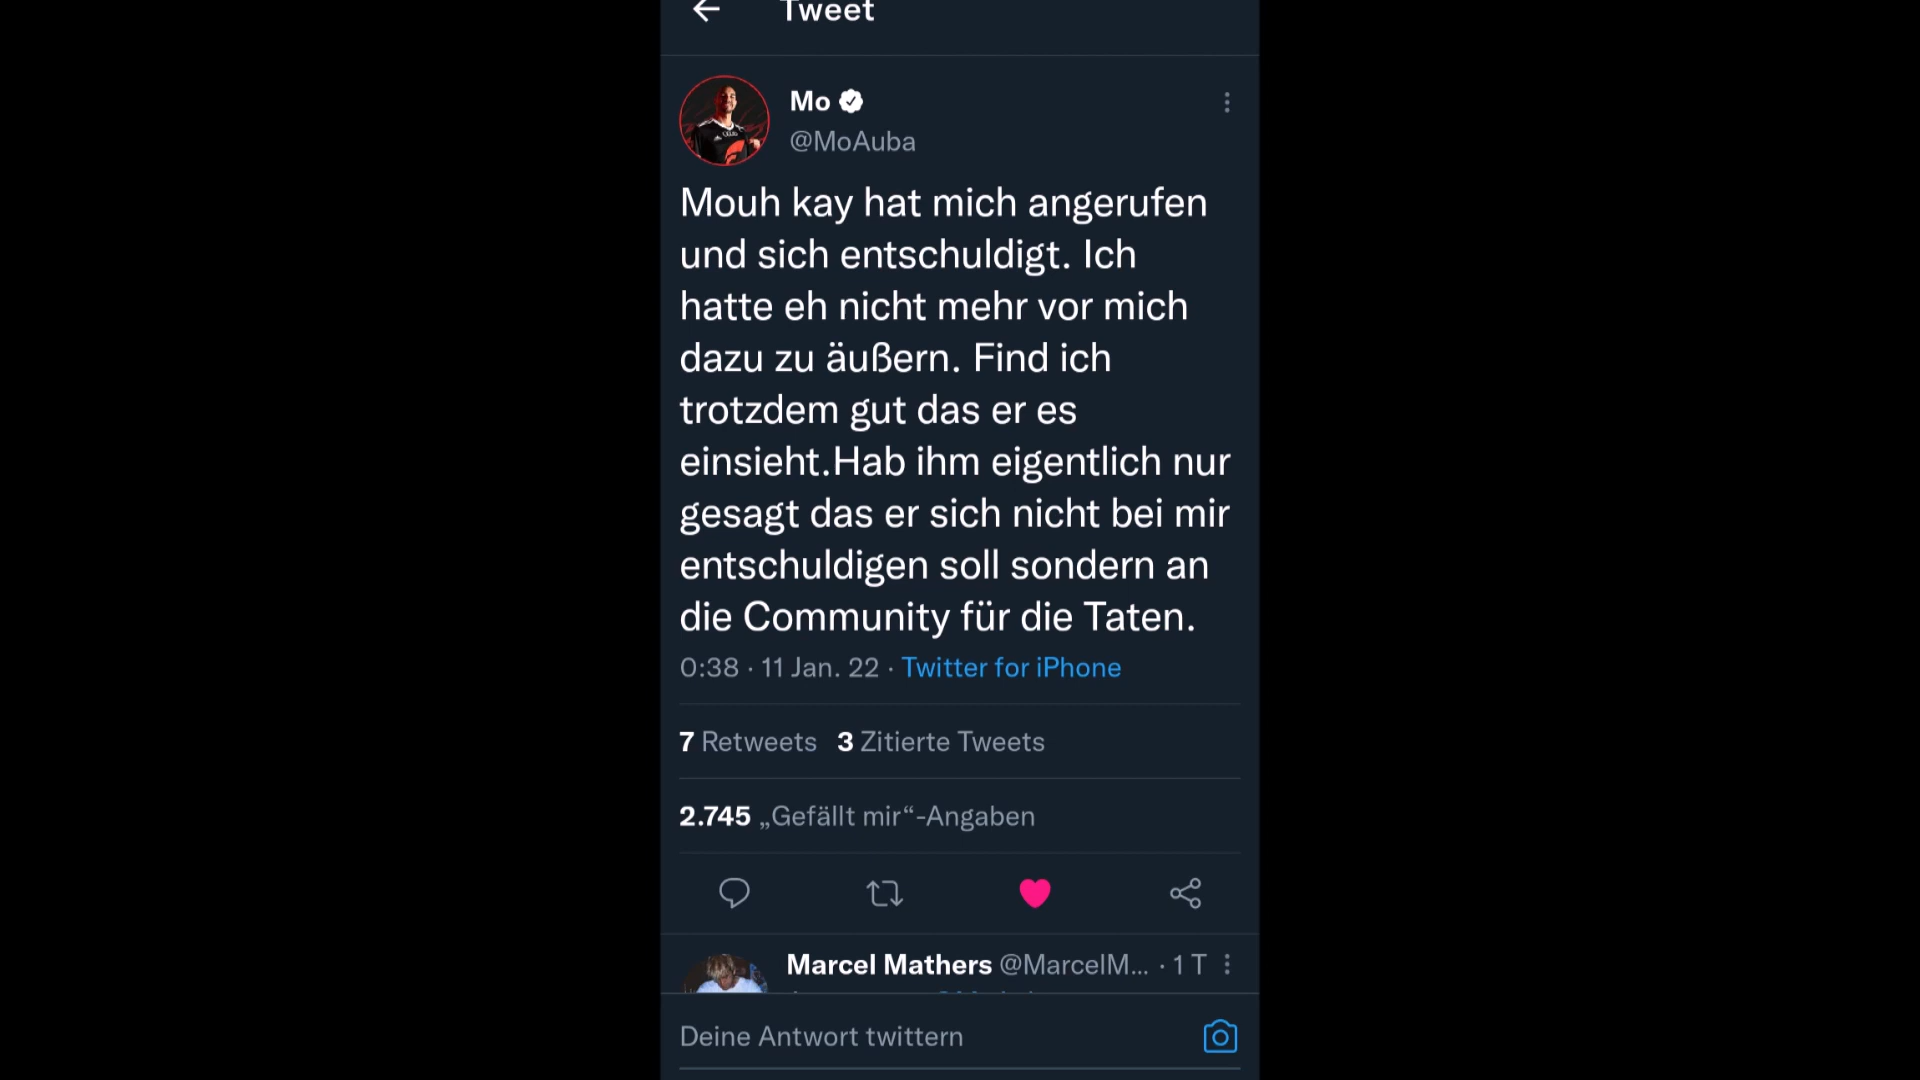 Tweet
Mo
@MoAuba
Mouh kay hat mich angerufen
und sich entschuldigt. Ich
hatte eh nicht mehr vor mich
dazu zu äußern. Find ich
trotzdem gut das er es
einsieht.Hab ihm eigentlich nur
gesagt das er sich nicht bei mir
entschuldigen soll sondern an
die Community für die Taten.
0:38 · 11 Jan. 22 · Twitter for iPhone
7 Retweets 3 Zitierte Tweets
2.745 „Gefällt mir“-Angaben
Marcel Mathers @MarcelM... · 1 T
Deine Antwort twittern